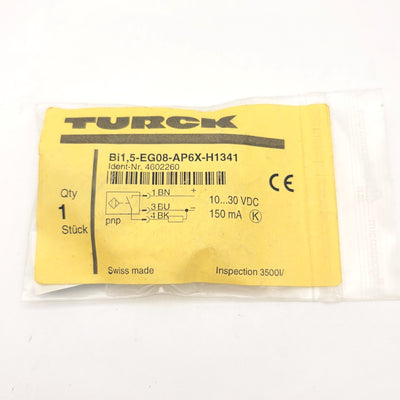 TURCK
Bi1,5-EG08-AP6X-H1341
Ident-Nr. 4602260
Qty
1
Stück
1 BN +
3 BU -
4 BK
pnp
10...30 VDC
150 mA K
CE
Swiss made
Inspection 3500I/